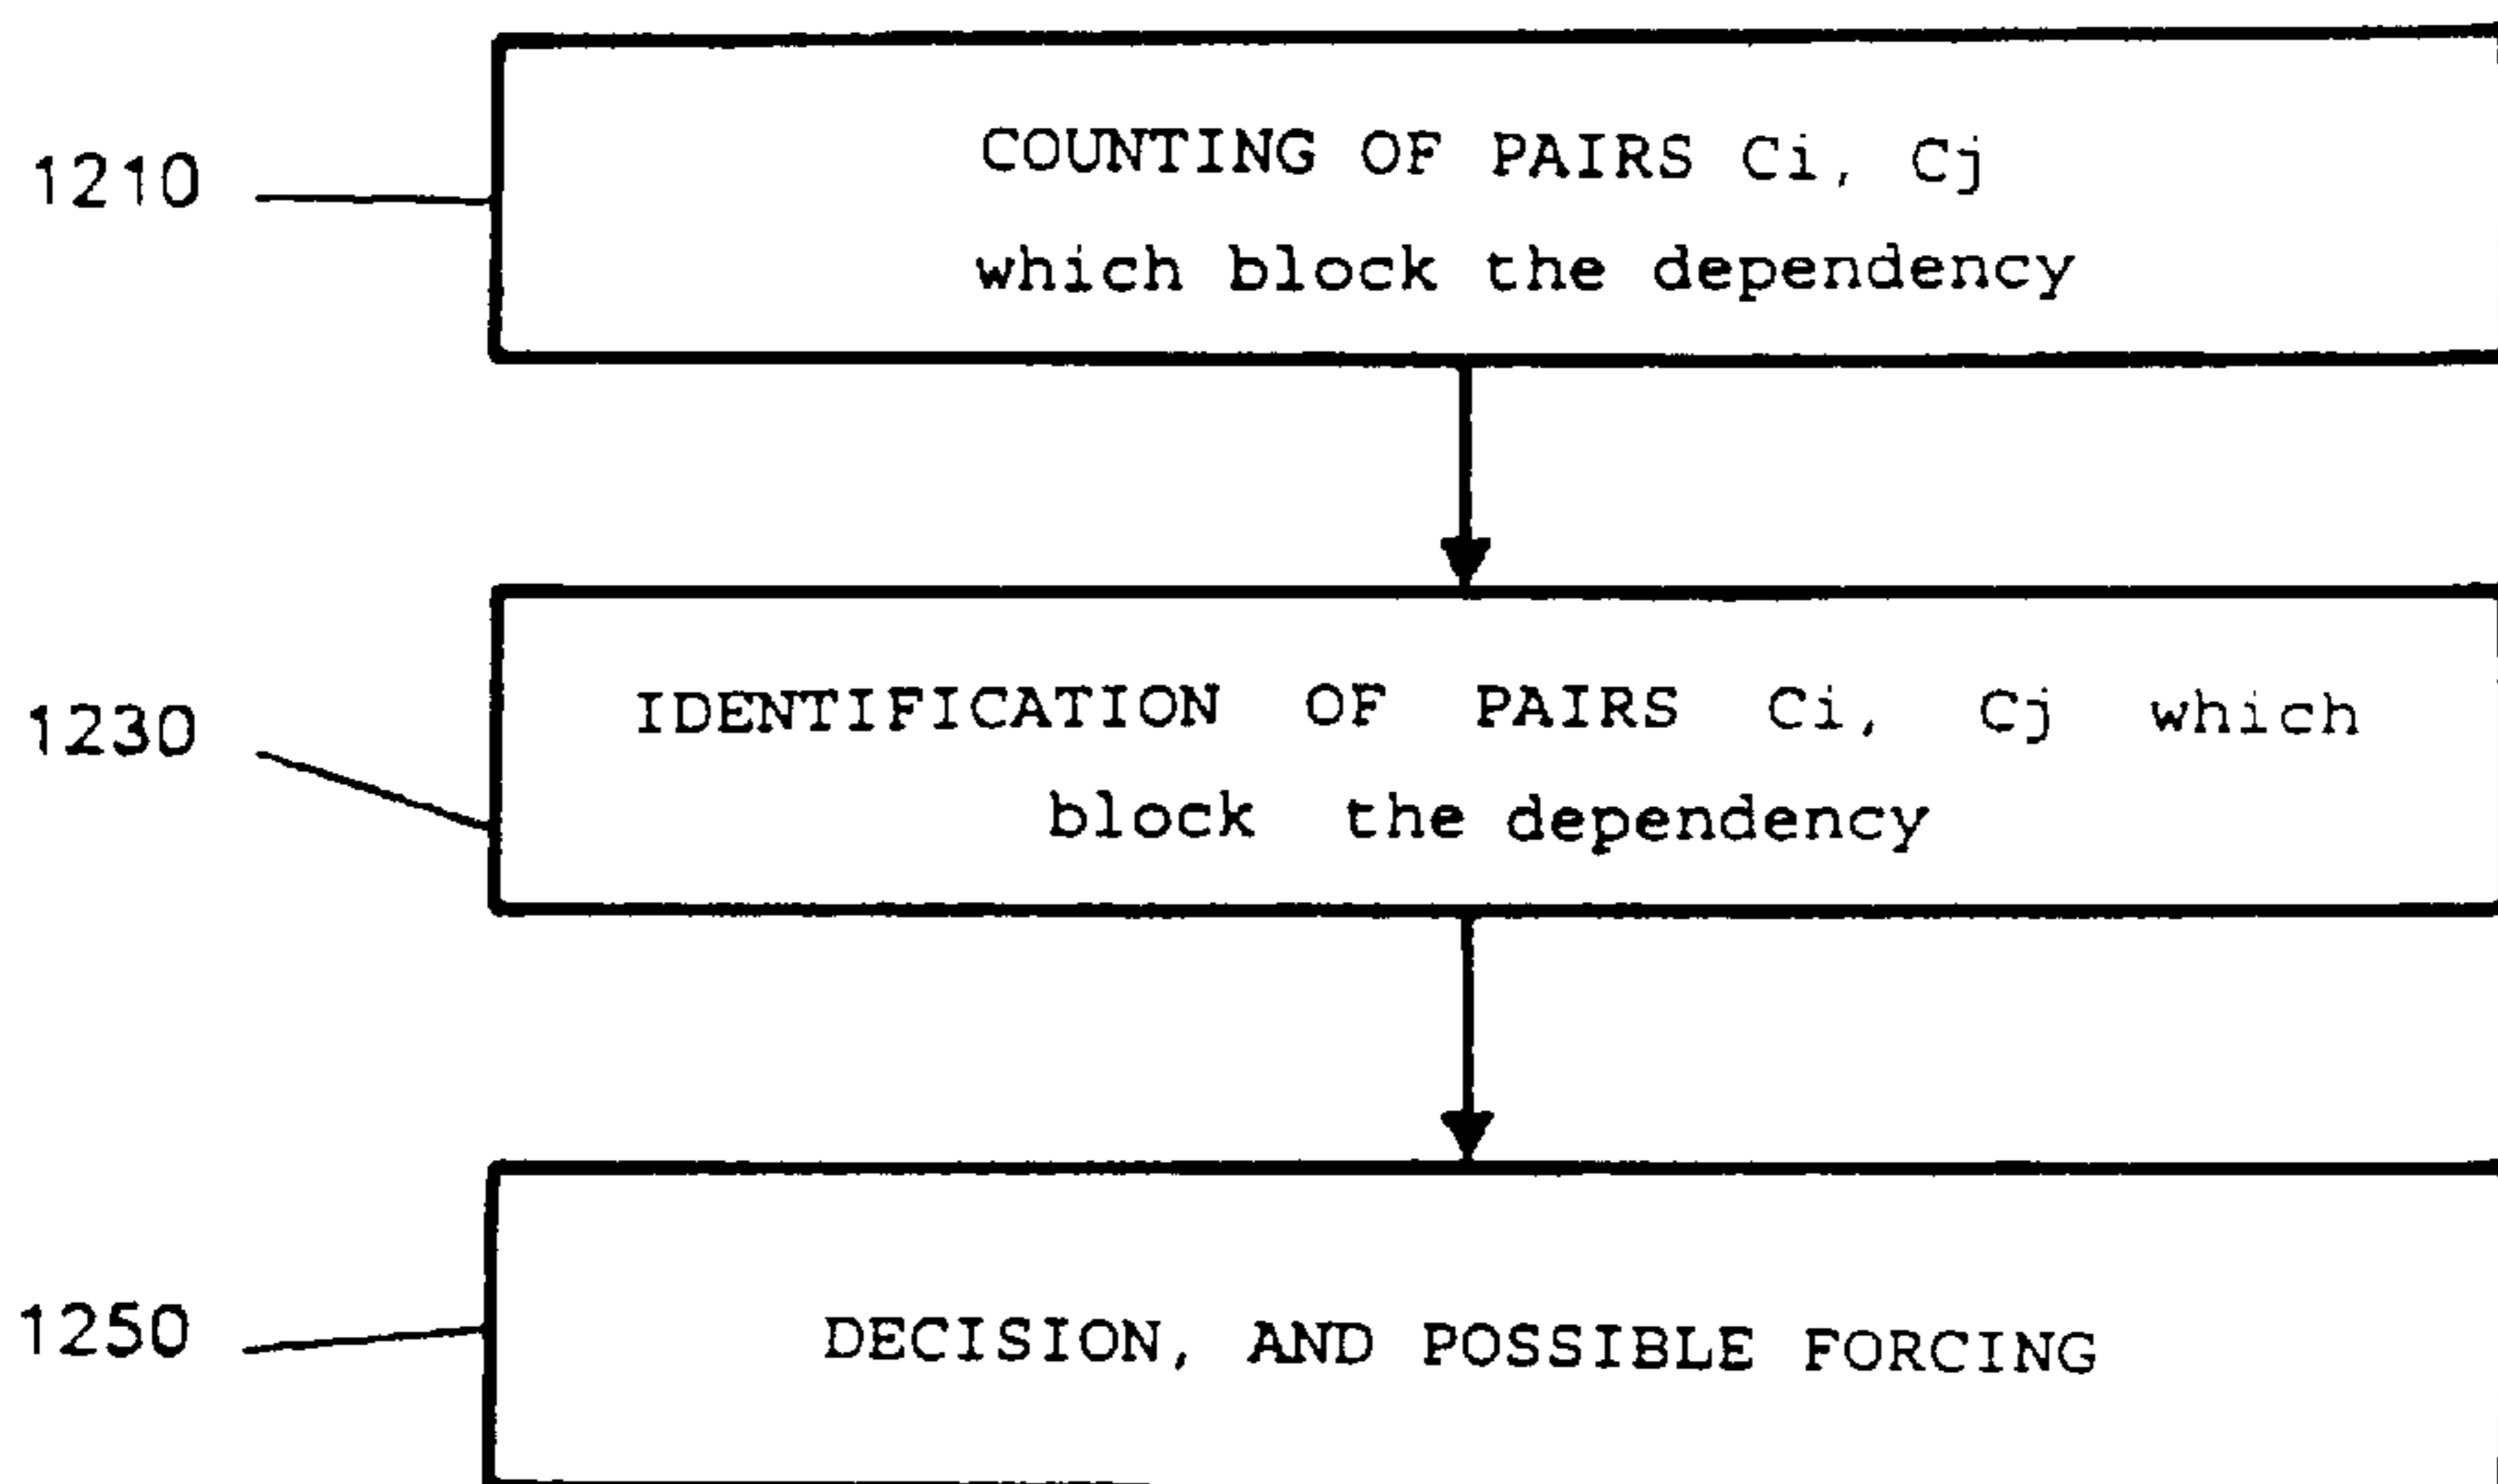 1210
COUNTING OF PAIRS Ci, Cj
which block the dependency
1230
IDENTIFICATION OF PAIRS Ci, Cj which
block the dependency
1250
DECISION, AND POSSIBLE FORCING